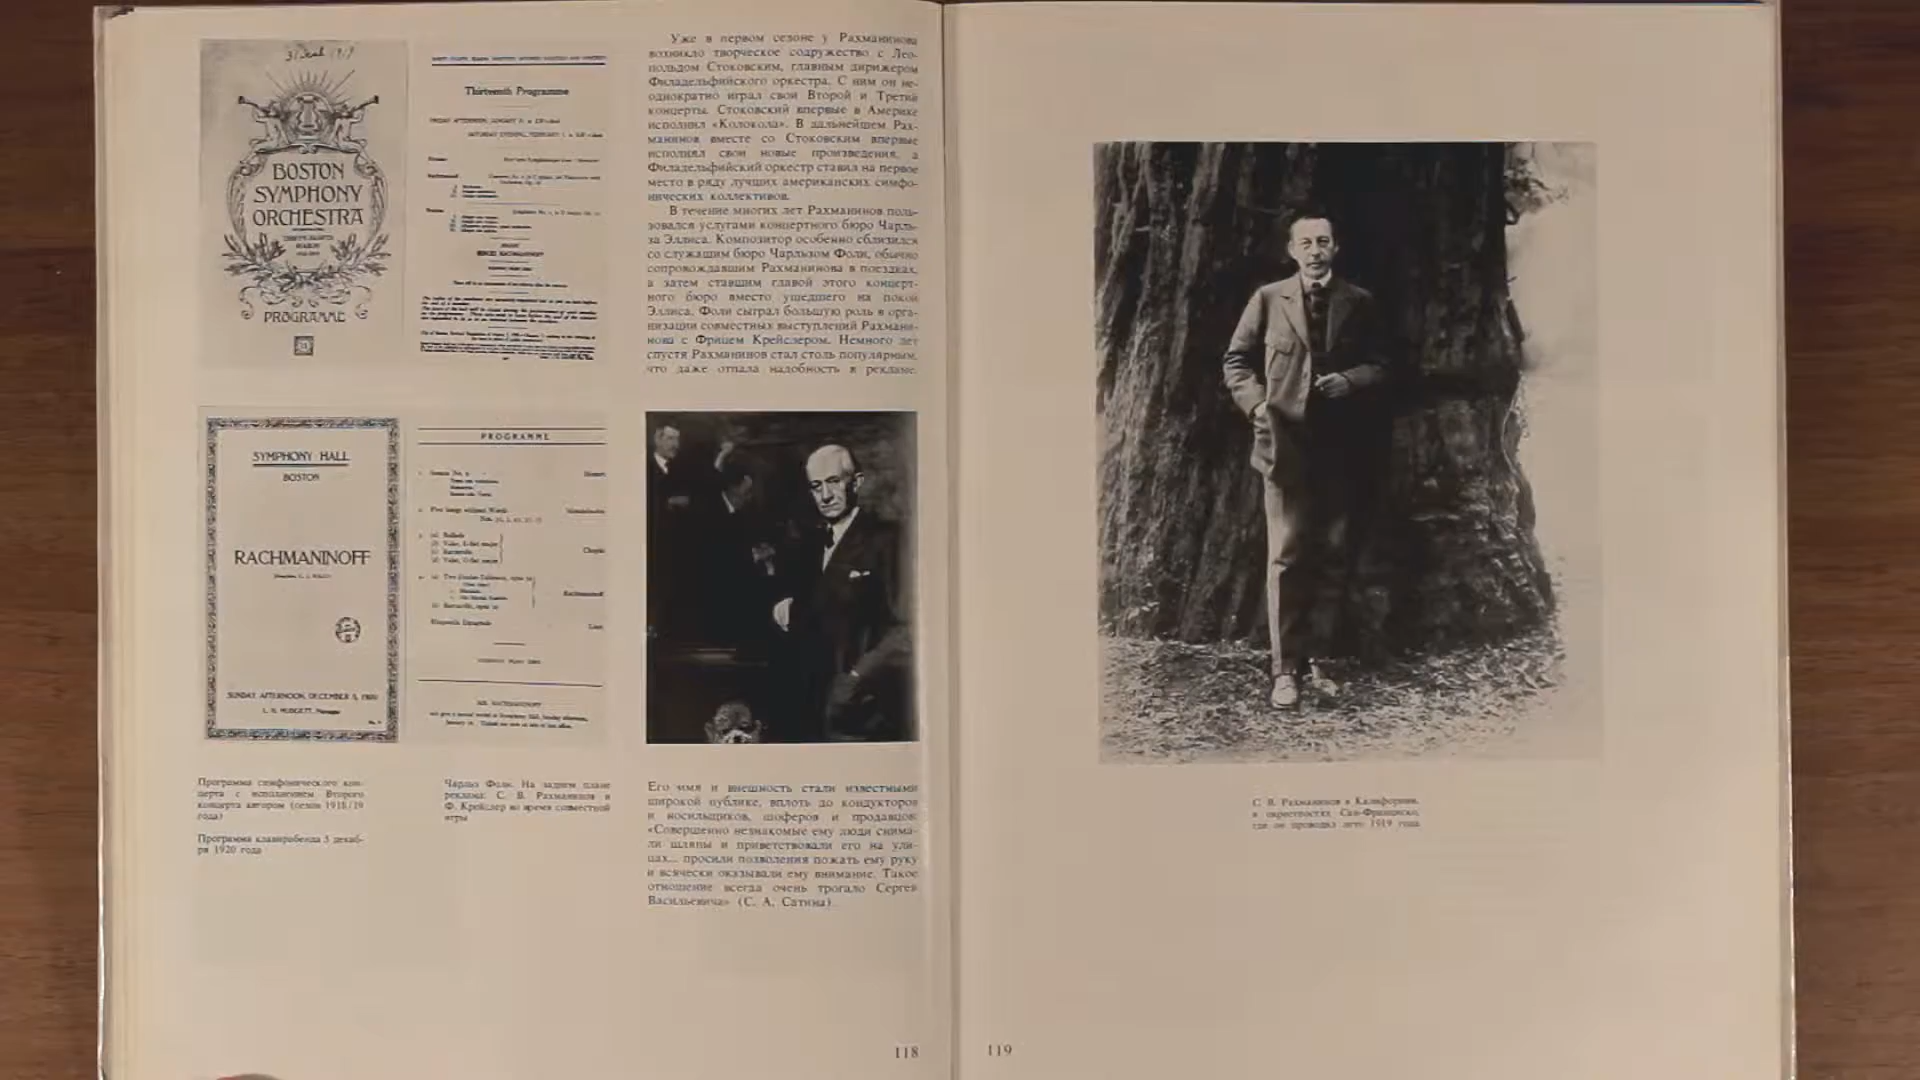 BOSTON
SYMPHONY
ORCHESTRA
PROGRAMME
Thirteenth Programme
SYMPHONY HALL
BOSTON
RACHMANINOFF
SUNDAY AFTERNOON, DECEMBER 5, 1920
PROGRAMME
Уже в первом сезоне у Рахманинова
возникло творческое содружество с Лео-
польдом Стоковским, главным дирижером
Филадельфийского оркестра. С ним он не-
однократно играл свои Второй и Третий
концерты. Стоковский впервые в Америке
исполнил «Колокола». В дальнейшем Рах-
манинов вместе со Стоковским впервые
исполнял свои новые произведения, а
Филадельфийский оркестр ставил на первое
место в ряду лучших американских симфо-
нических коллективов.
В течение многих лет Рахманинов поль-
зовался услугами концертного бюро Чарль-
за Эллиса. Композитор особенно сблизился
со служащим бюро Чарльзом Фоли, обычно
сопровождавшим Рахманинова в поездках,
а затем ставшим главой этого концерт-
ного бюро вместо ушедшего на покой
Эллиса. Фоли сыграл большую роль в орга-
низации совместных выступлений Рахмани-
нова с Фрицем Крейслером. Немного лет
спустя Рахманинов стал столь популярным,
что даже отпала надобность в рекламе.
Программа симфонического кон-
церта с исполнением Второго
концерта автором (сезон 1918/19
года)
Программа клавирабенда 5 декаб-
ря 1920 года
Чарльз Фоли. На заднем плане
реклама: С. В. Рахманинов и
Ф. Крейслер во время совместной
игры
Его имя и внешность стали известными
широкой публике, вплоть до кондукторов
и носильщиков, шоферов и продавцов:
«Совершенно незнакомые ему люди снима-
ли шляпы и приветствовали его на ули-
цах... просили позволения пожать ему руку
и всячески оказывали ему внимание. Такое
отношение всегда очень трогало Сергея
Васильевича» (С. А. Сатина).
118
С. В. Рахманинов в Калифорнии,
в окрестностях Сан-Франциско,
где он проводил лето 1919 года
119